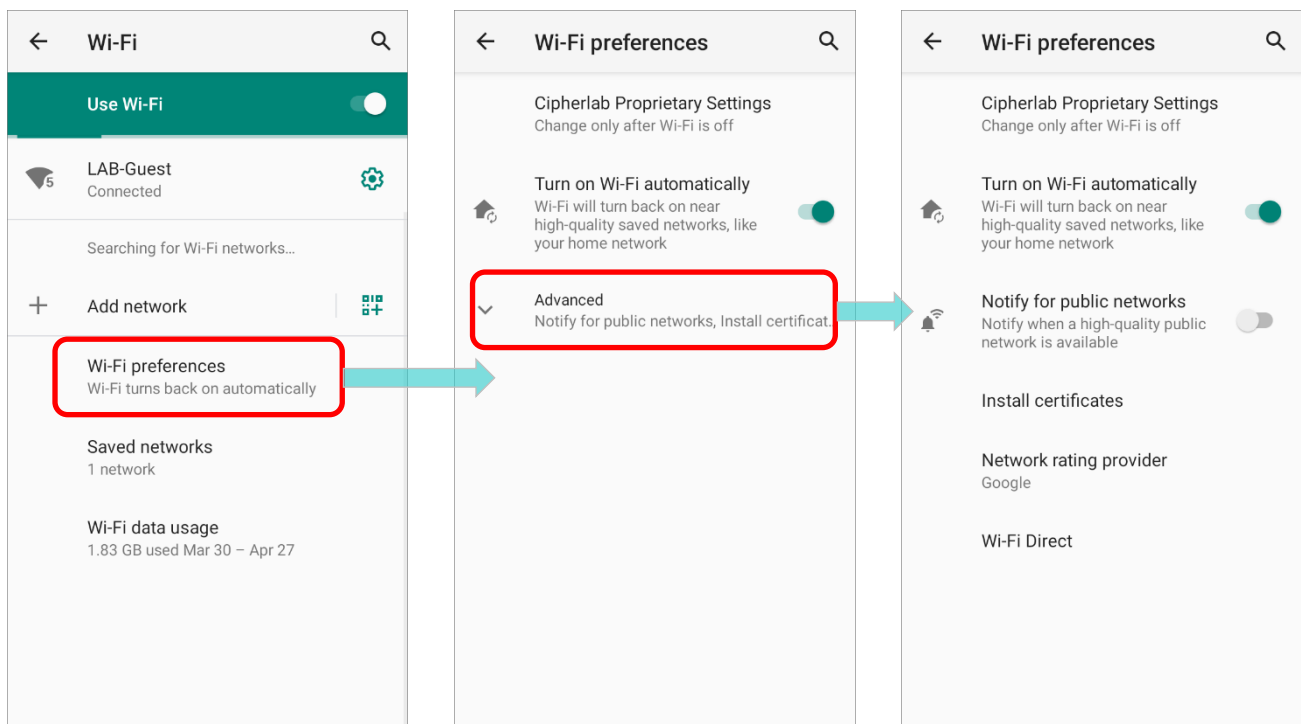 Wi-Fi
Use Wi-Fi
5
LAB-Guest
Connected
Searching for Wi-Fi networks...
Add network
Wi-Fi preferences
Wi-Fi turns back on automatically
Saved networks
1 network
Wi-Fi data usage
1.83 GB used Mar 30 – Apr 27
Wi-Fi preferences
Cipherlab Proprietary Settings
Change only after Wi-Fi is off
Turn on Wi-Fi automatically
Wi-Fi will turn back on near
high-quality saved networks, like
your home network
Advanced
Notify for public networks, Install certificat..
Wi-Fi preferences
Cipherlab Proprietary Settings
Change only after Wi-Fi is off
Turn on Wi-Fi automatically
Wi-Fi will turn back on near
high-quality saved networks, like
your home network
Notify for public networks
Notify when a high-quality public
network is available
Install certificates
Network rating provider
Google
Wi-Fi Direct